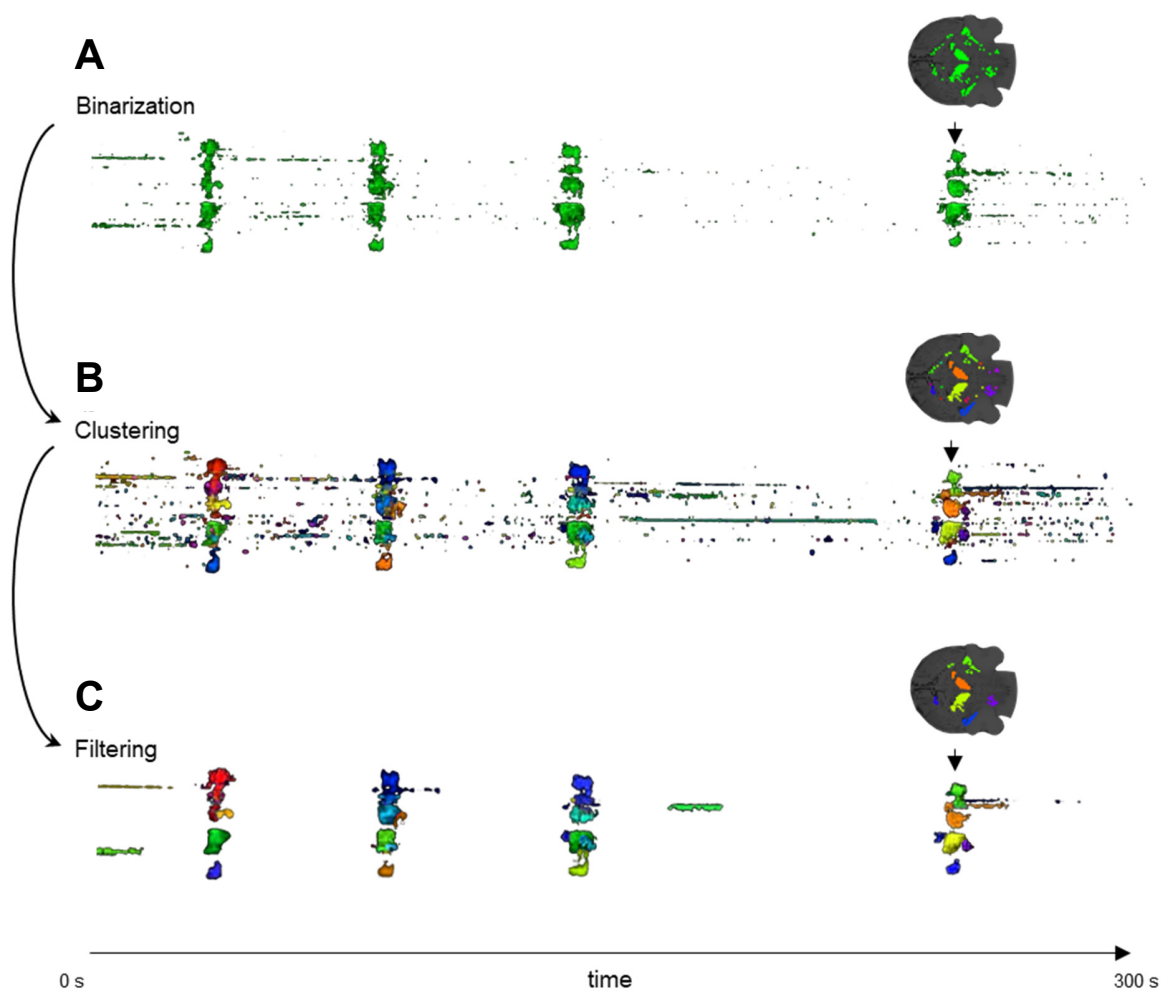 A
Binarization
B
Clustering
C
Filtering
0 s
time
300 s